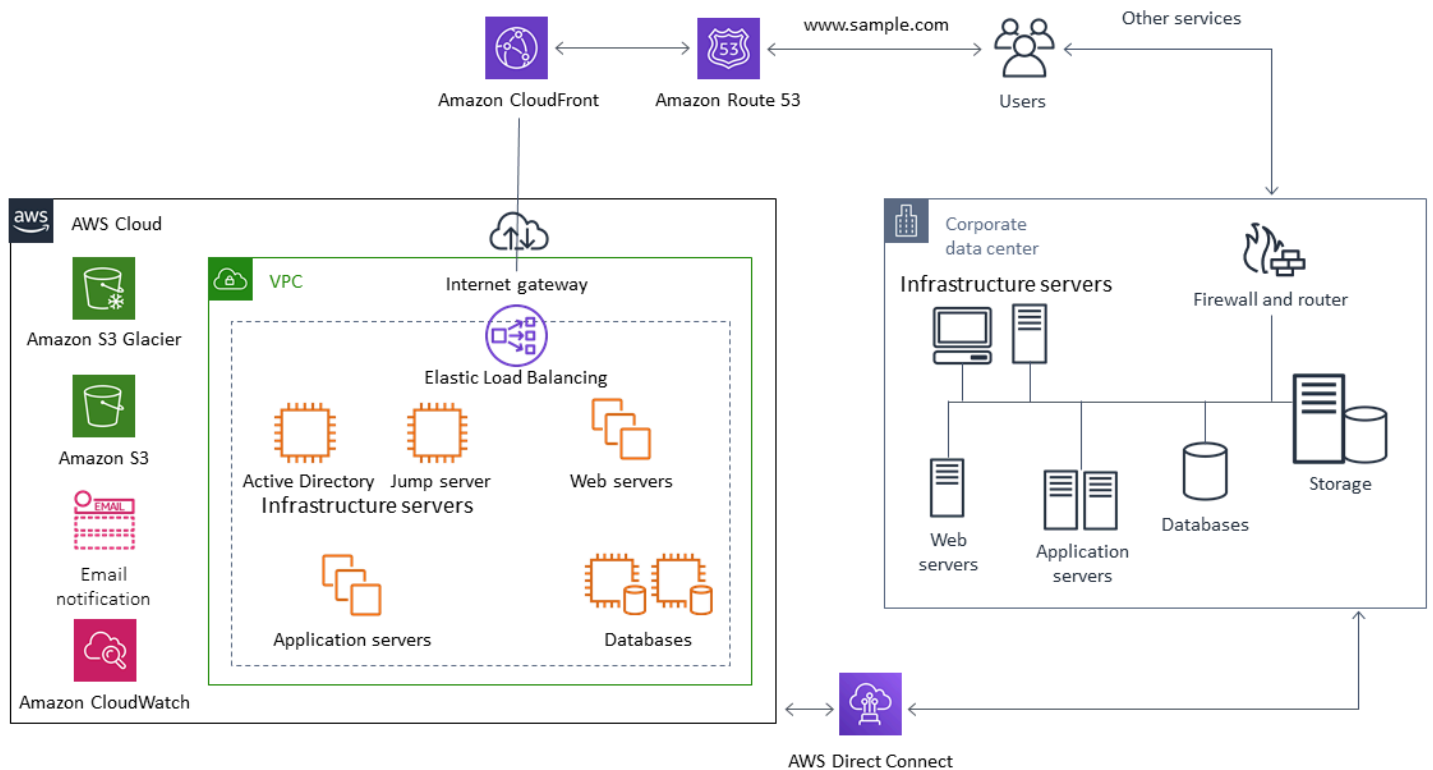 www.sample.com
Other services
53
Amazon CloudFront
Amazon Route 53
Users
aws
AWS Cloud
Corporate
data center
VPC
Internet gateway
Infrastructure servers
Firewall and router
Amazon S3 Glacier
Elastic Load Balancing
Amazon S3
Active Directory
Jump server
Web servers
Infrastructure servers
Storage
EMAIL
Databases
Web
servers
Application
servers
Email
notification
Application servers
Databases
Amazon CloudWatch
AWS Direct Connect